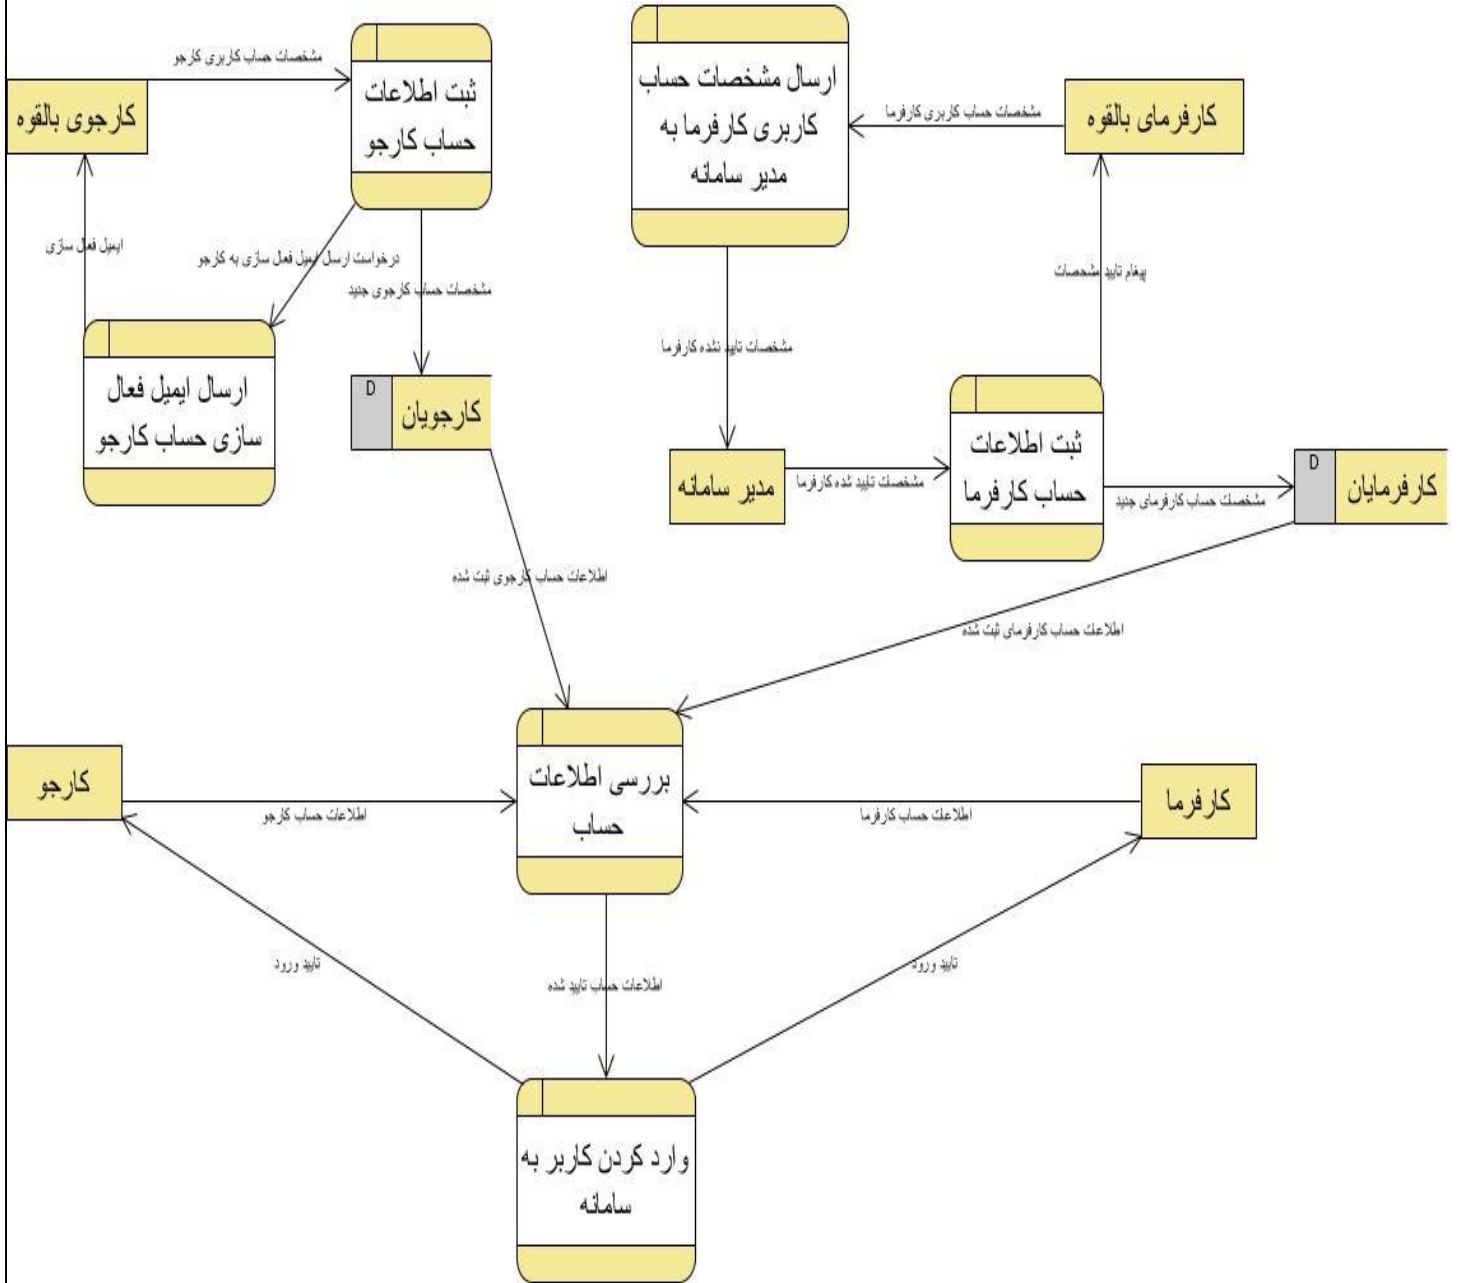 مشخصات حساب کاربری کارجو
کارجوی بالقوه
ثبت اطلاعات
حساب کارجو
ارسال مشخصات حساب
کاربری کارفرما به
مدیر سامانه
مشخصات حساب کاربری کارفرما
کارفرمای بالقوه
ایمیل فعال سازی
درخواست ارسال ایمیل فعال سازی به کارجو
مشخصات حساب کارجوی جدید
پیغام تایید مشخصات
مشخصات تایید نشده کارفرما
ارسال ایمیل فعال
سازی حساب کارجو
D
کارجویان
مدیر سامانه
مشخصات تایید شده کارفرما
ثبت اطلاعات
حساب کارفرما
مشخصات حساب کارفرمای جدید
D
کارفرمایان
اطلاعات حساب کارجوی ثبت شده
اطلاعات حساب کارفرمای ثبت شده
کارجو
اطلاعات حساب کارجو
بررسی اطلاعات
حساب
اطلاعات حساب کارفرما
کارفرما
تایید ورود
اطلاعات حساب تایید شده
تایید ورود
وارد کردن کاربر به
سامانه